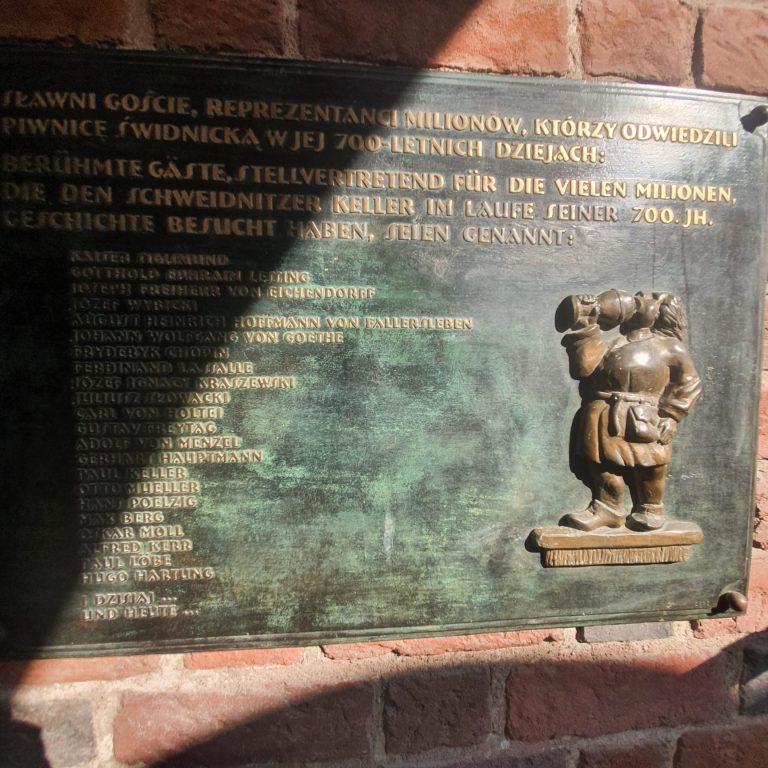 SŁAWNI GOŚCIE, REPREZENTANCI MILIONÓW, KTÓRZY ODWIEDZILI
PIWNICĘ ŚWIDNICKĄ W JEJ 700-LETNICH DZIEJACH:
BERÜHMTE GÄSTE, STELLVERTRETEND FÜR DIE VIELEN MILIONEN,
DIE DEN SCHWEIDNITZER KELLER IM LAUFE SEINER 700. JH.
GESCHICHTE BESUCHT HABEN, SEIEN GENANNT:
KAISER SIGMUND
GOTTHOLD EPHRAIM LESSING
JOSEPH FREIHERR VON EICHENDORFF
JÓZEF WYBICKI
AUGUST HEINRICH HOFFMANN VON FALLERSLEBEN
JOHANN WOLFGANG VON GOETHE
FRYDERYK CHOPIN
FERDINAND LASSALLE
JÓZEF IGNACY KRASZEWSKI
JULIUSZ SŁOWACKI
CARL VON HOLTEI
GUSTAV FREYTAG
ADOLF VON MENZEL
GERHART HAUPTMANN
PAUL KELLER
OTTO MUELLER
HANS POELZIG
MAX BERG
OSKAR MOLL
ALFRED KERR
PAUL LÖBE
HUGO HARTUNG
I DZISIAJ ...
UND HEUTE ...